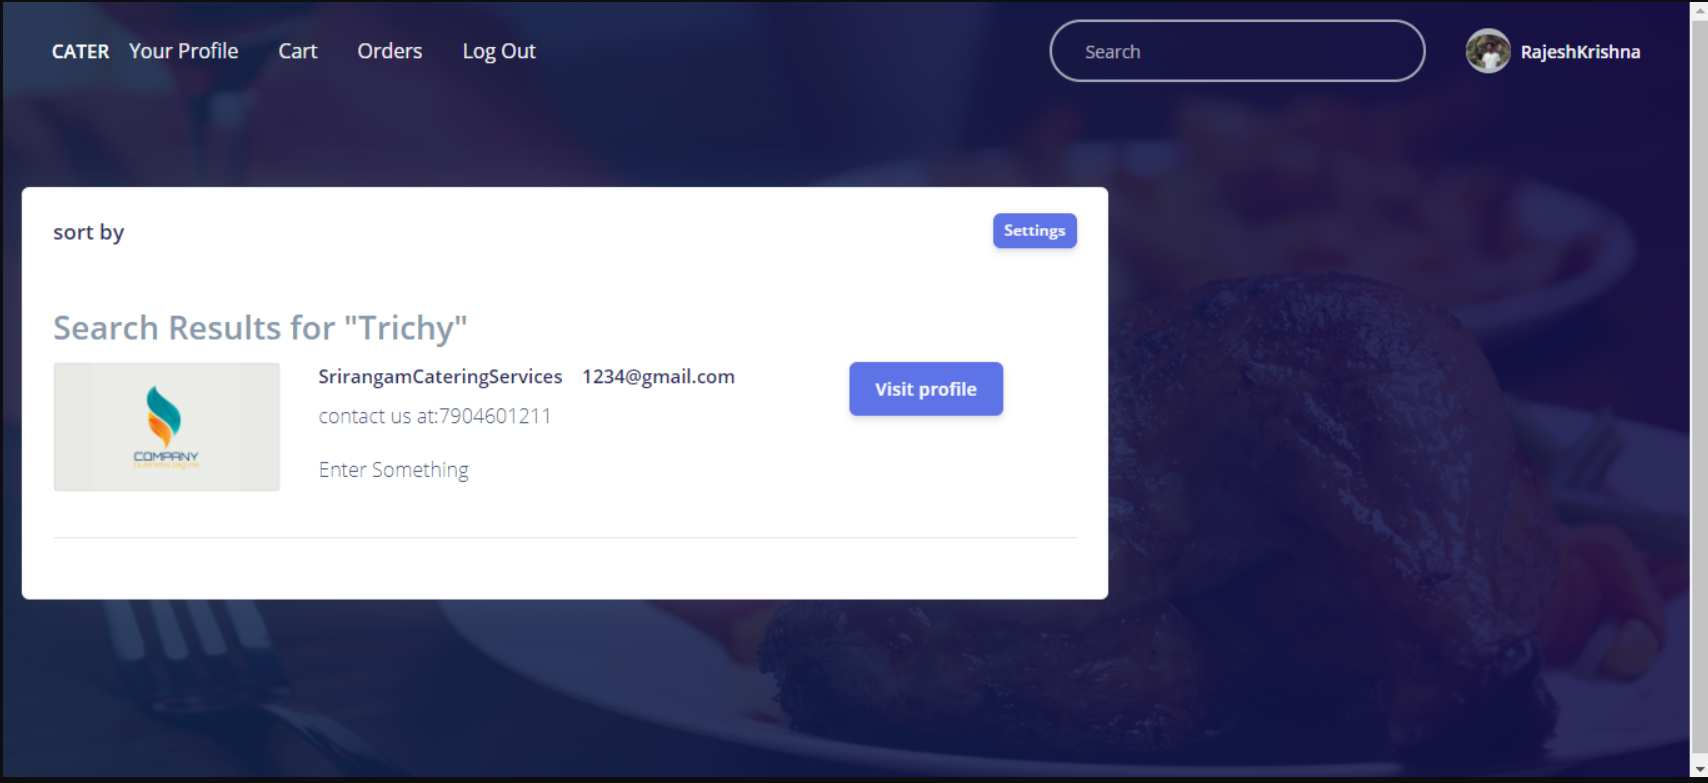 CATER Your Profile Cart Orders Log Out Search RajeshKrishna
sort by Settings
Search Results for "Trichy"
SrirangamCateringServices 1234@gmail.com Visit profile
contact us at:7904601211
COMPANY
Enter Something